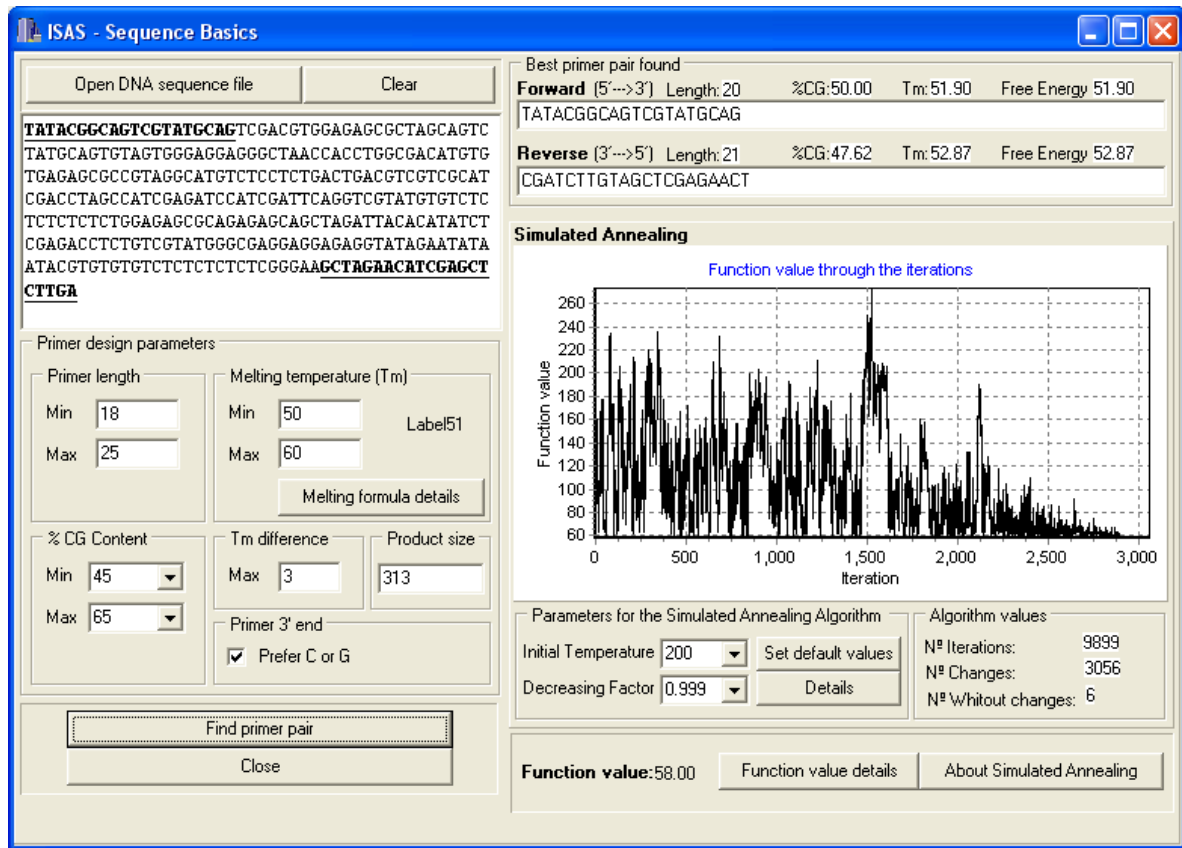 ISAS - Sequence Basics
Open DNA sequence file
Clear
TATACGGCAGTCGTATGCAGTCGACGTGGAGAGCGCTAGCAGTC
TATGCAGTGTAGTGGGAGGAGGGCTAACCACCTGGCGACATGTG
TGAGAGCGCCGTAGGCATGTCTCCTCTGACTGACGTCGTCGCAT
CGACCTAGCCATCGAGATCCATCGATTCAGGTCGTATGTGTCTC
TCTCTCTCTGGAGAGCGCAGAGAGCAGCTAGATTACACATATCT
CGAGACCTCTGTCGTATGGGCGAGGAGGAGAGGTATAGAATATA
ATACGTGTGTGTCTCTCTCTCTCGGGAAGCTAGAACATCGAGCT
CTTGA
Primer design parameters
Primer length
Min 18
Max 25
Melting temperature (Tm)
Min 50
Label51
Max 60
Melting formula details
% CG Content
Min 45
Max 65
Tm difference
Max 3
Product size
313
Primer 3' end
Prefer C or G
Find primer pair
Close
Best primer pair found
Forward (5´--->3´) Length: 20 %CG: 50.00 Tm: 51.90 Free Energy 51.90
TATACGGCAGTCGTATGCAG
Reverse (3´--->5´) Length: 21 %CG: 47.62 Tm: 52.87 Free Energy 52.87
CGATCTTGTAGCTCGAGAACT
Simulated Annealing
Function value through the iterations
Function value
260
240
220
200
180
160
140
120
100
80
60
0 500 1,000 1,500 2,000 2,500 3,000
Iteration
Parameters for the Simulated Annealing Algorithm
Initial Temperature 200
Set default values
Decreasing Factor 0.999
Details
Algorithm values
Nº Iterations: 9899
Nº Changes: 3056
Nº Whitout changes: 6
Function value:58.00
Function value details
About Simulated Annealing